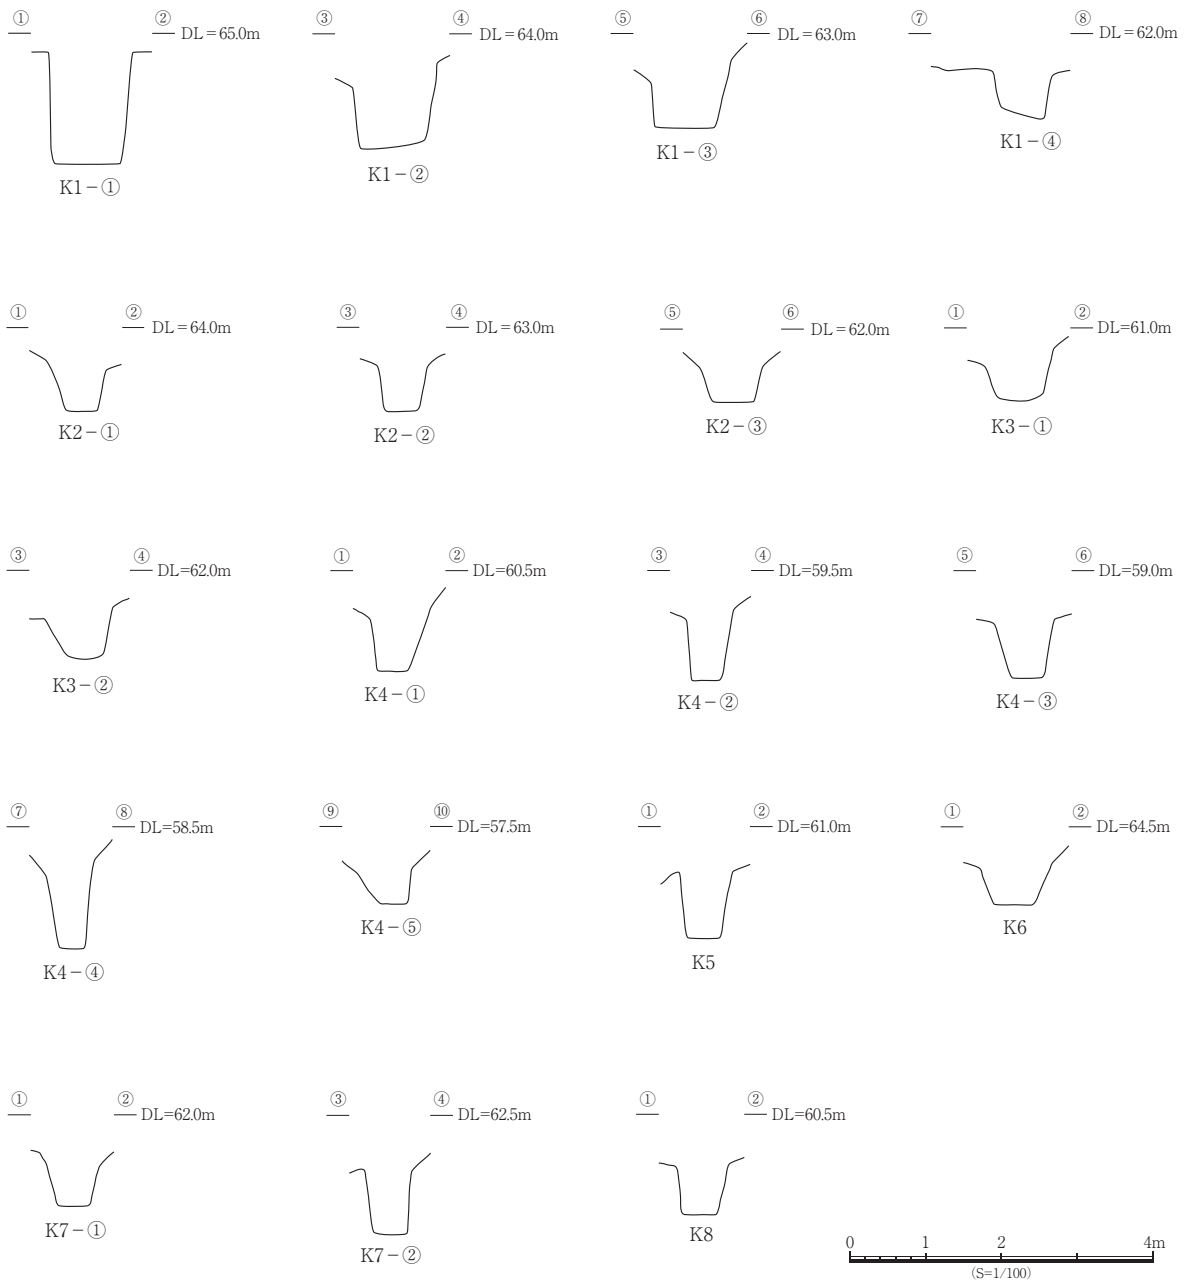 ① ② DL = 65.0m ③ ④ DL = 64.0m ⑤ ⑥ DL = 63.0m ⑦ ⑧ DL = 62.0m
K1－① K1－② K1－③ K1－④
① ② DL = 64.0m ③ ④ DL = 63.0m ⑤ ⑥ DL = 62.0m ① ② DL=61.0m
K2－① K2－② K2－③ K3－①
③ ④ DL=62.0m ① ② DL=60.5m ③ ④ DL=59.5m ⑤ ⑥ DL=59.0m
K3－② K4－① K4－② K4－③
⑦ ⑧ DL=58.5m ⑨ ⑩ DL=57.5m ① ② DL=61.0m ① ② DL=64.5m
K4－④ K4－⑤ K5 K6
① ② DL=62.0m ③ ④ DL=62.5m ① ② DL=60.5m
K7－① K7－② K8
0 1 2 4m
(S=1/100)